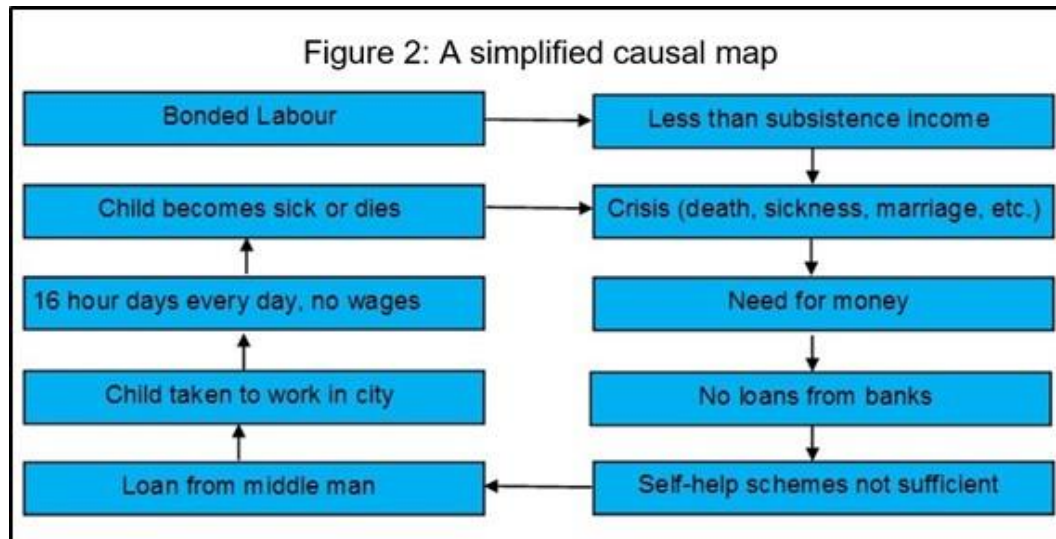 Figure 2: A simplified causal map
Bonded Labour
Less than subsistence income
Child becomes sick or dies
Crisis (death, sickness, marriage, etc.)
16 hour days every day, no wages
Need for money
Child taken to work in city
No loans from banks
Loan from middle man
Self-help schemes not sufficient